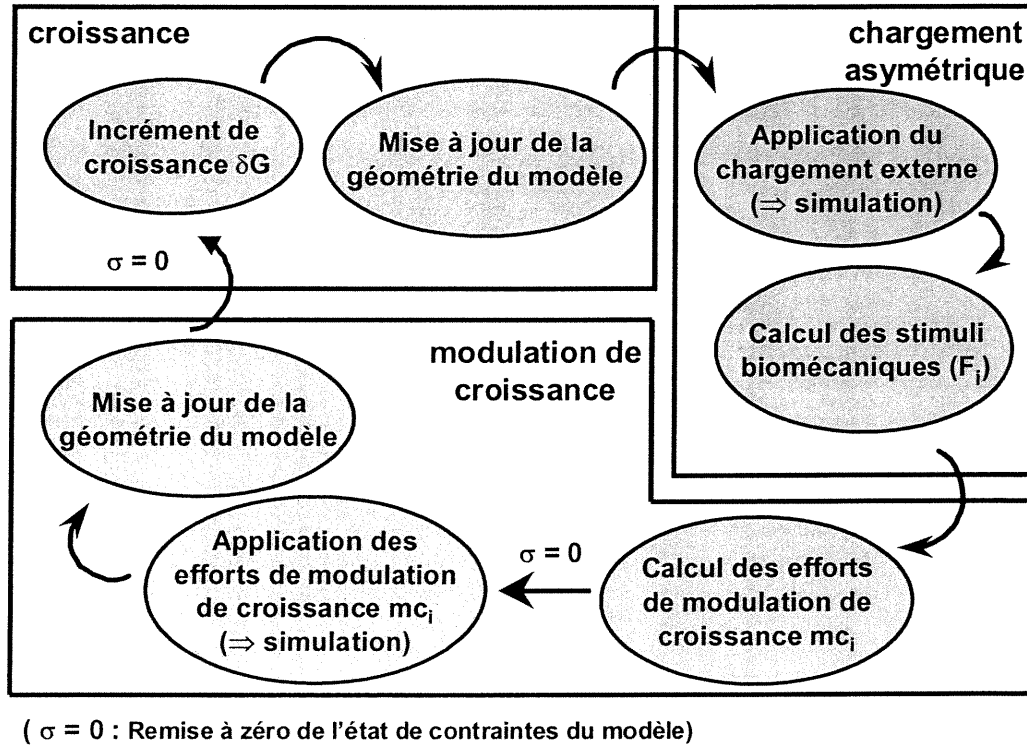 croissance
Incrément de
croissance δG
Mise à jour de la
géométrie du modèle
σ = 0
chargement
asymétrique
Application du
chargement externe
(⇒ simulation)
Calcul des stimuli
biomécaniques (Fi)
modulation de
croissance
Calcul des efforts
de modulation de
croissance mci
σ = 0
Application des
efforts de modulation
de croissance mci
(⇒ simulation)
Mise à jour de la
géométrie du modèle
( σ = 0 : Remise à zéro de l'état de contraintes du modèle)